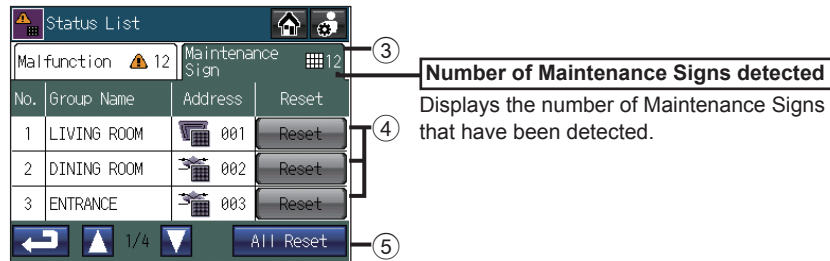 Status List
Malfunction 12
Maintenance Sign 12
③
Number of Maintenance Signs detected
Displays the number of Maintenance Signs
that have been detected.
No. Group Name Address Reset
1 LIVING ROOM 001 Reset
④
2 DINING ROOM 002 Reset
3 ENTRANCE 003 Reset
1/4 All Reset
⑤